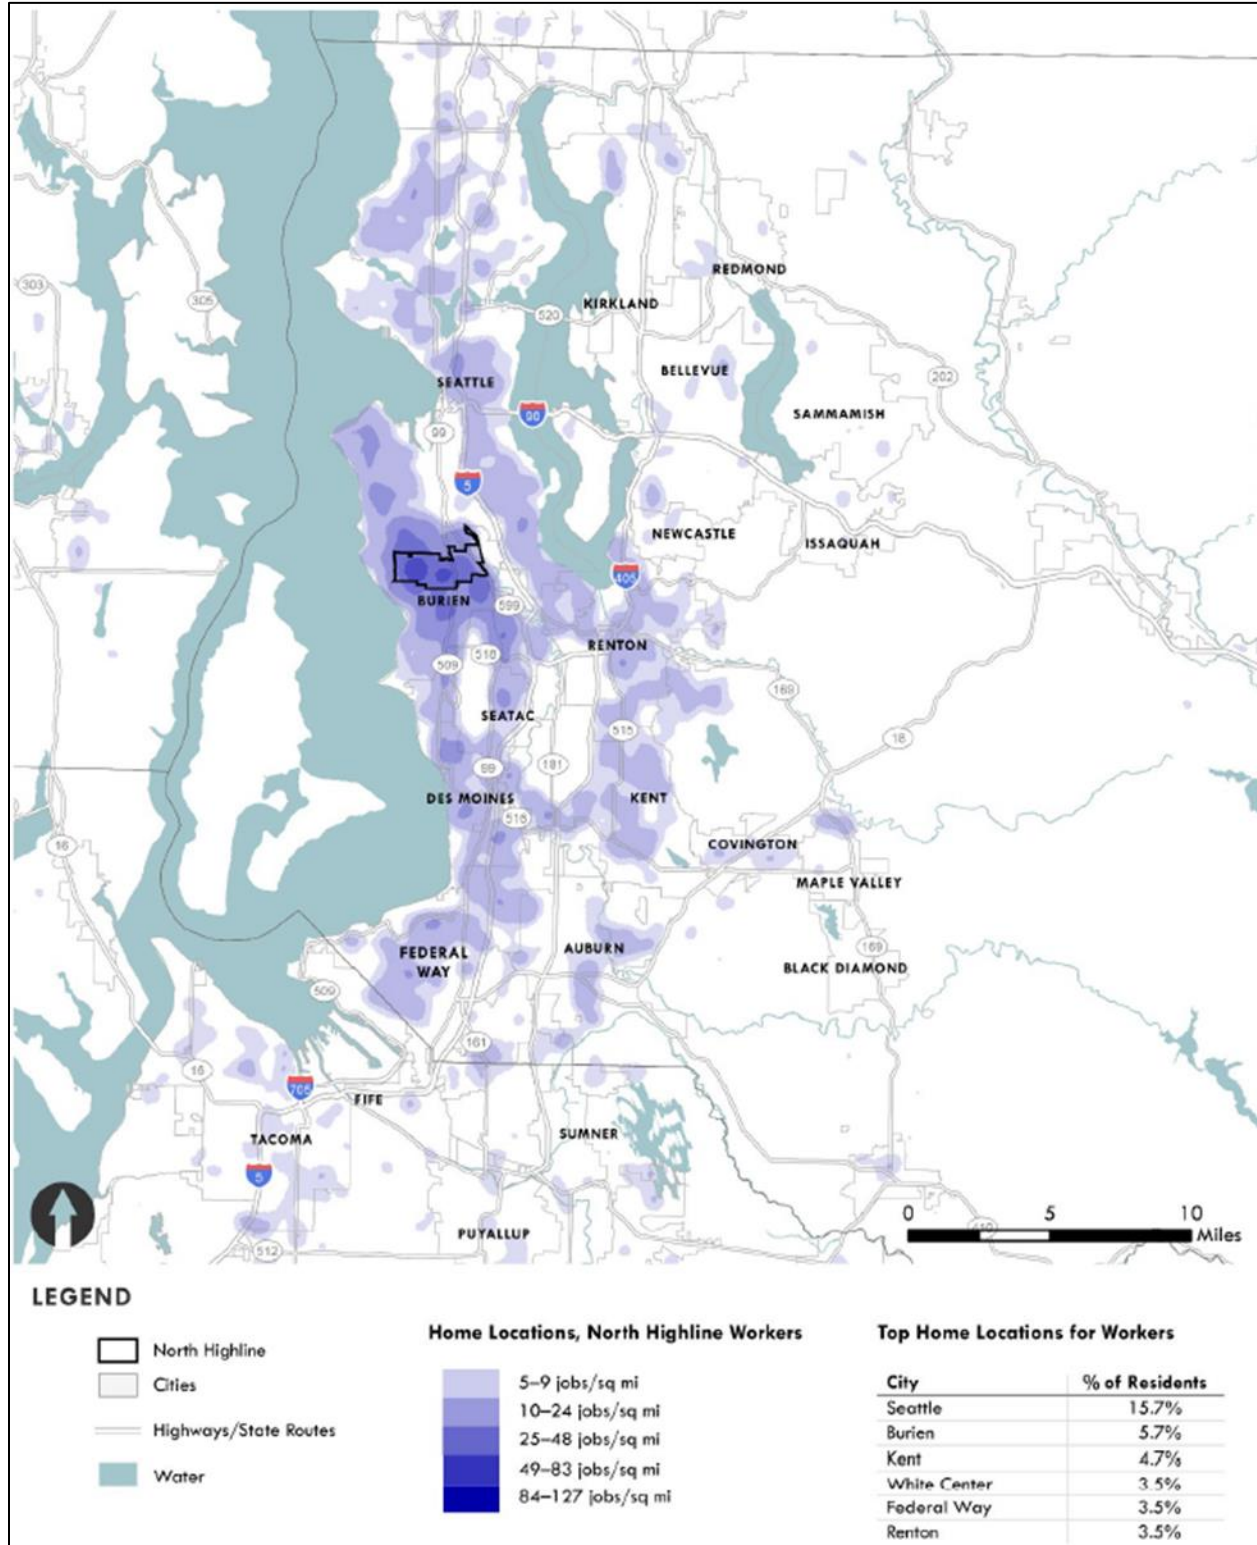 303
305
REDMOND
KIRKLAND
520
BELLEVUE
202
SEATTLE
SAMMAMISH
90
99
5
NEWCASTLE
ISSAQUAH
405
BURIEN
599
RENTON
518
509
169
SEATAC
515
18
99
181
DES MOINES
KENT
516
16
COVINGTON
MAPLE VALLEY
FEDERAL
WAY
AUBURN
169
BLACK DIAMOND
509
161
16
705
FIFE
TACOMA
SUMNER
5
0 5 10
Miles
410
PUYALLUP
512
LEGEND
North Highline
Cities
Highways/State Routes
Water
Home Locations, North Highline Workers
5–9 jobs/sq mi
10–24 jobs/sq mi
25–48 jobs/sq mi
49–83 jobs/sq mi
84–127 jobs/sq mi
Top Home Locations for Workers
City % of Residents
Seattle 15.7%
Burien 5.7%
Kent 4.7%
White Center 3.5%
Federal Way 3.5%
Renton 3.5%